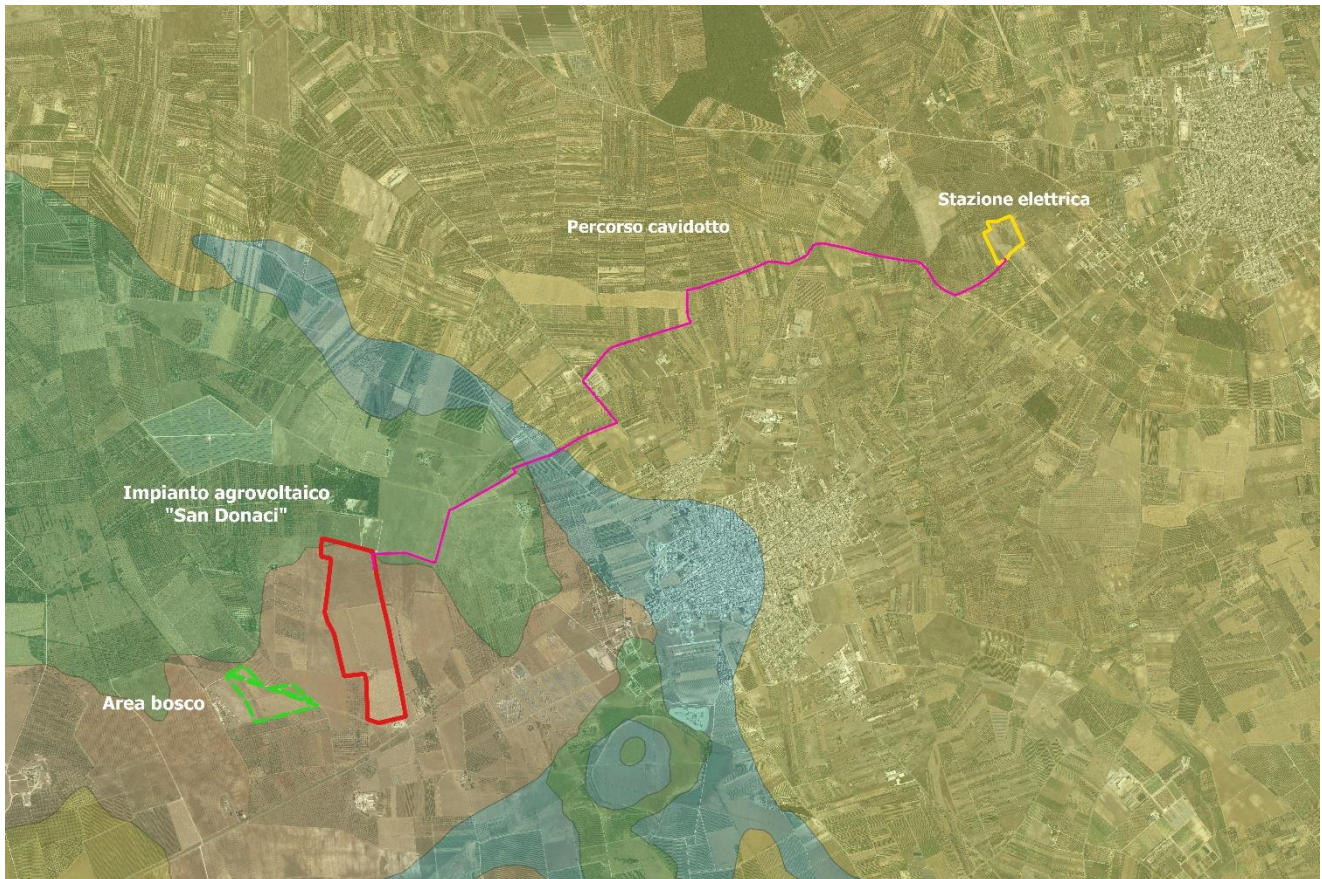 Stazione elettrica
Percorso cavidotto
Impianto agrovoltaico
"San Donaci"
Area bosco